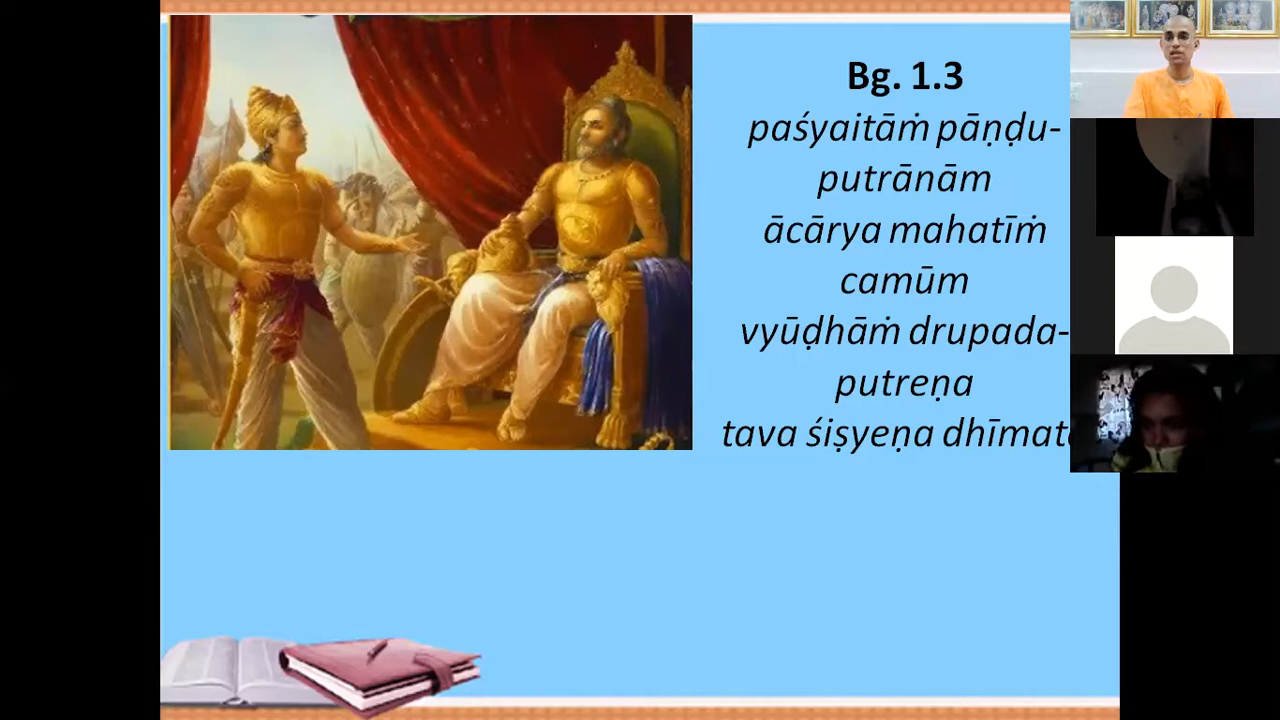 Bg. 1.3
paśyaitāṁ pāṇḍu-
putrānām
ācārya mahatīṁ
camūm
vyūḍhāṁ drupada-
putreṇa
tava śiṣyeṇa